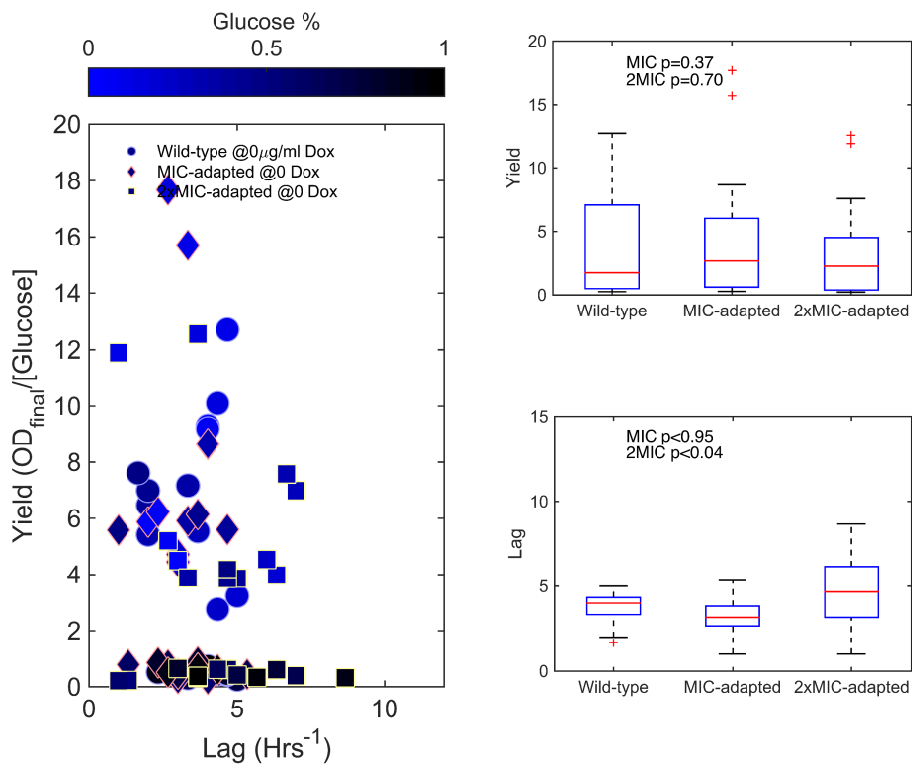 Glucose %
0 0.5 1
20
18
16
14
12
10
8
6
4
2
0
Wild-type @0μg/ml Dox
MIC-adapted @0 Dox
2xMIC-adapted @0 Dox
Yield (ODfinal/[Glucose]
0 5 10
Lag (Hrs-1)
20
15
10
5
0
Yield
MIC p=0.37
2MIC p=0.70
Wild-type MIC-adapted 2xMIC-adapted
15
10
5
0
Lag
MIC p<0.95
2MIC p<0.04
Wild-type MIC-adapted 2xMIC-adapted